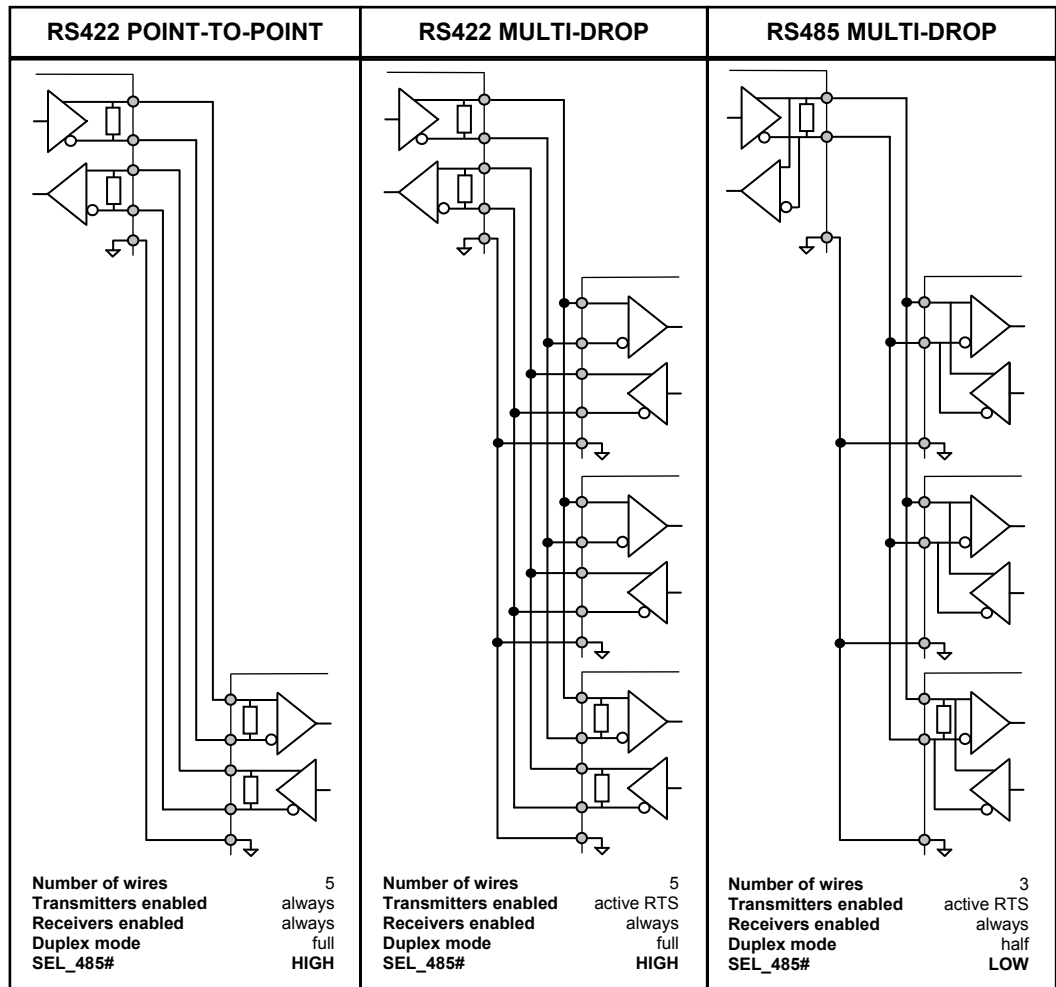 RS422 POINT-TO-POINT
RS422 MULTI-DROP
RS485 MULTI-DROP
Number of wires 5
Transmitters enabled always
Receivers enabled always
Duplex mode full
SEL_485# HIGH
Number of wires 5
Transmitters enabled active RTS
Receivers enabled always
Duplex mode full
SEL_485# HIGH
Number of wires 3
Transmitters enabled active RTS
Receivers enabled always
Duplex mode half
SEL_485# LOW